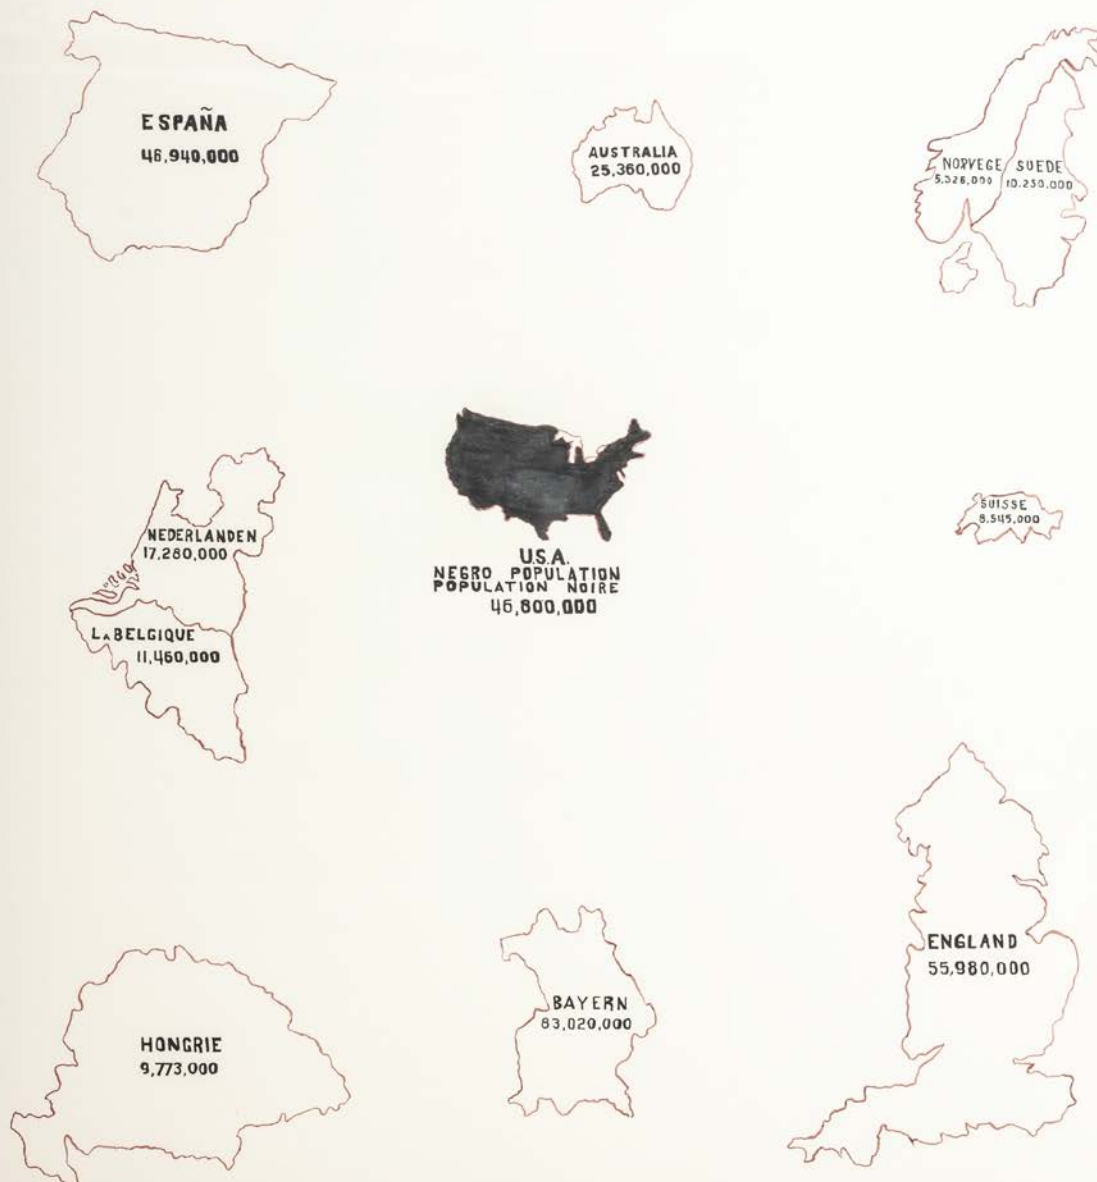 ESPAÑA
46,940,000
AUSTRALIA
25,360,000
NORVEGE SUEDE
5.328,000 10.230,000
NEDERLANDEN
17,280,000
U.S.A.
NEGRO POPULATION
POPULATION NOIRE
46,800,000
SUISSE
8.545,000
LA BELGIQUE
11,460,000
ENGLAND
55,980,000
BAYERN
83,020,000
HONGRIE
9,773,000